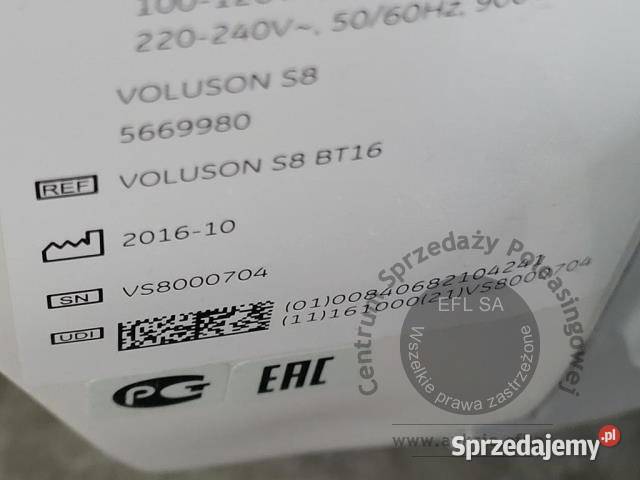 220-240V~, 50/60Hz,
VOLUSON S8
5669980
REF VOLUSON S8 BT16
2016-10
SN VS8000704
UDI (01)00840682104241
(11)161000(21)VS8000704
EAC
Centrum Sprzedaży Poleasingowej
EFL SA
Wszelkie prawa zastrzeżone
Sprzedajemy.pl